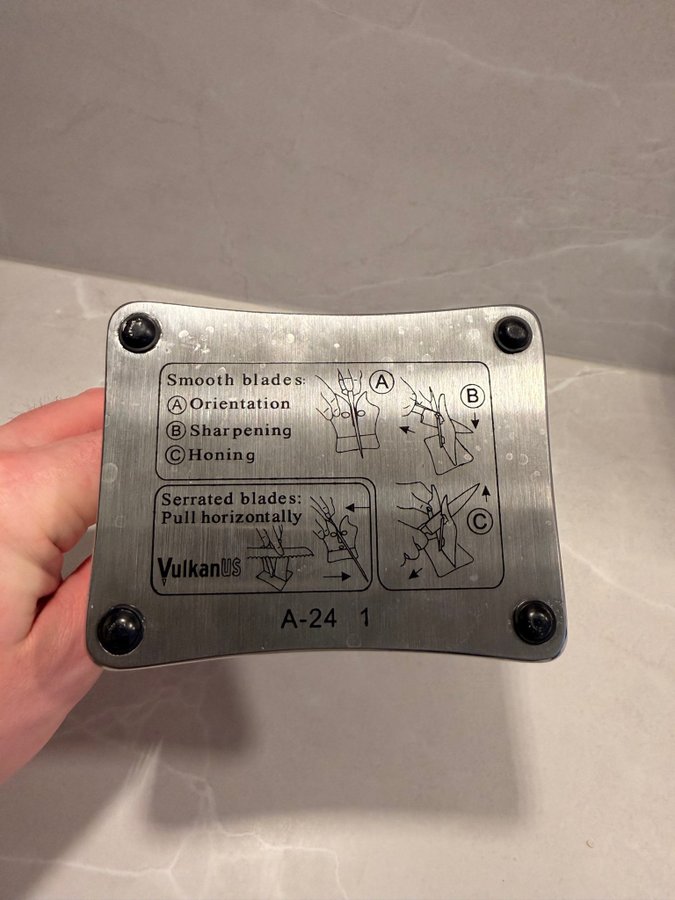 Smooth blades:
Ⓐ Orientation
Ⓑ Sharpening
Ⓒ Honing
Ⓐ
Ⓑ
Ⓒ
Serrated blades:
Pull horizontally
VulkanUS
A-24 1